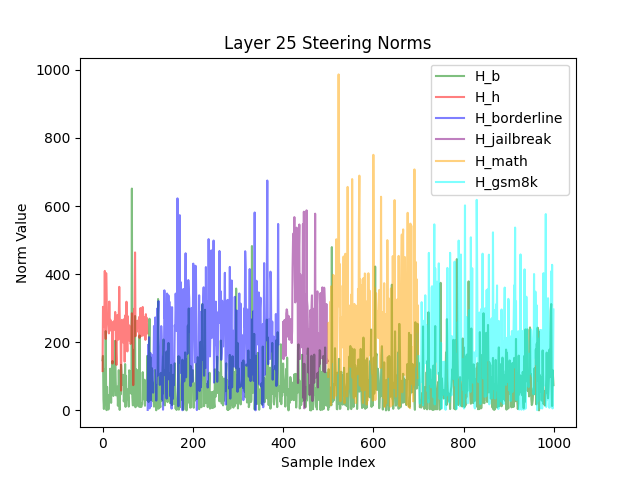 Layer 25 Steering Norms
1000
800
600
400
200
0
Norm Value
H_b
H_h
H_borderline
H_jailbreak
H_math
H_gsm8k
0 200 400 600 800 1000
Sample Index